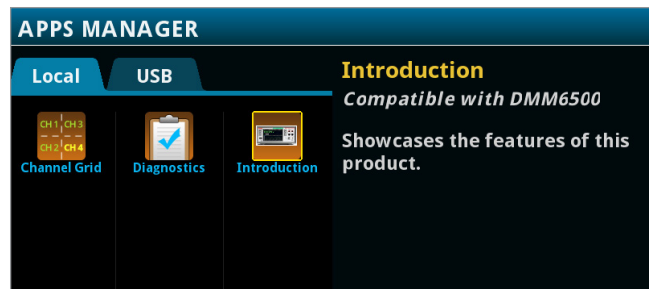 APPS MANAGER
Local
USB
CH 1 CH 3
CH 2 CH 4
Channel Grid
Diagnostics
Introduction
Introduction
Compatible with DMM6500
Showcases the features of this
product.